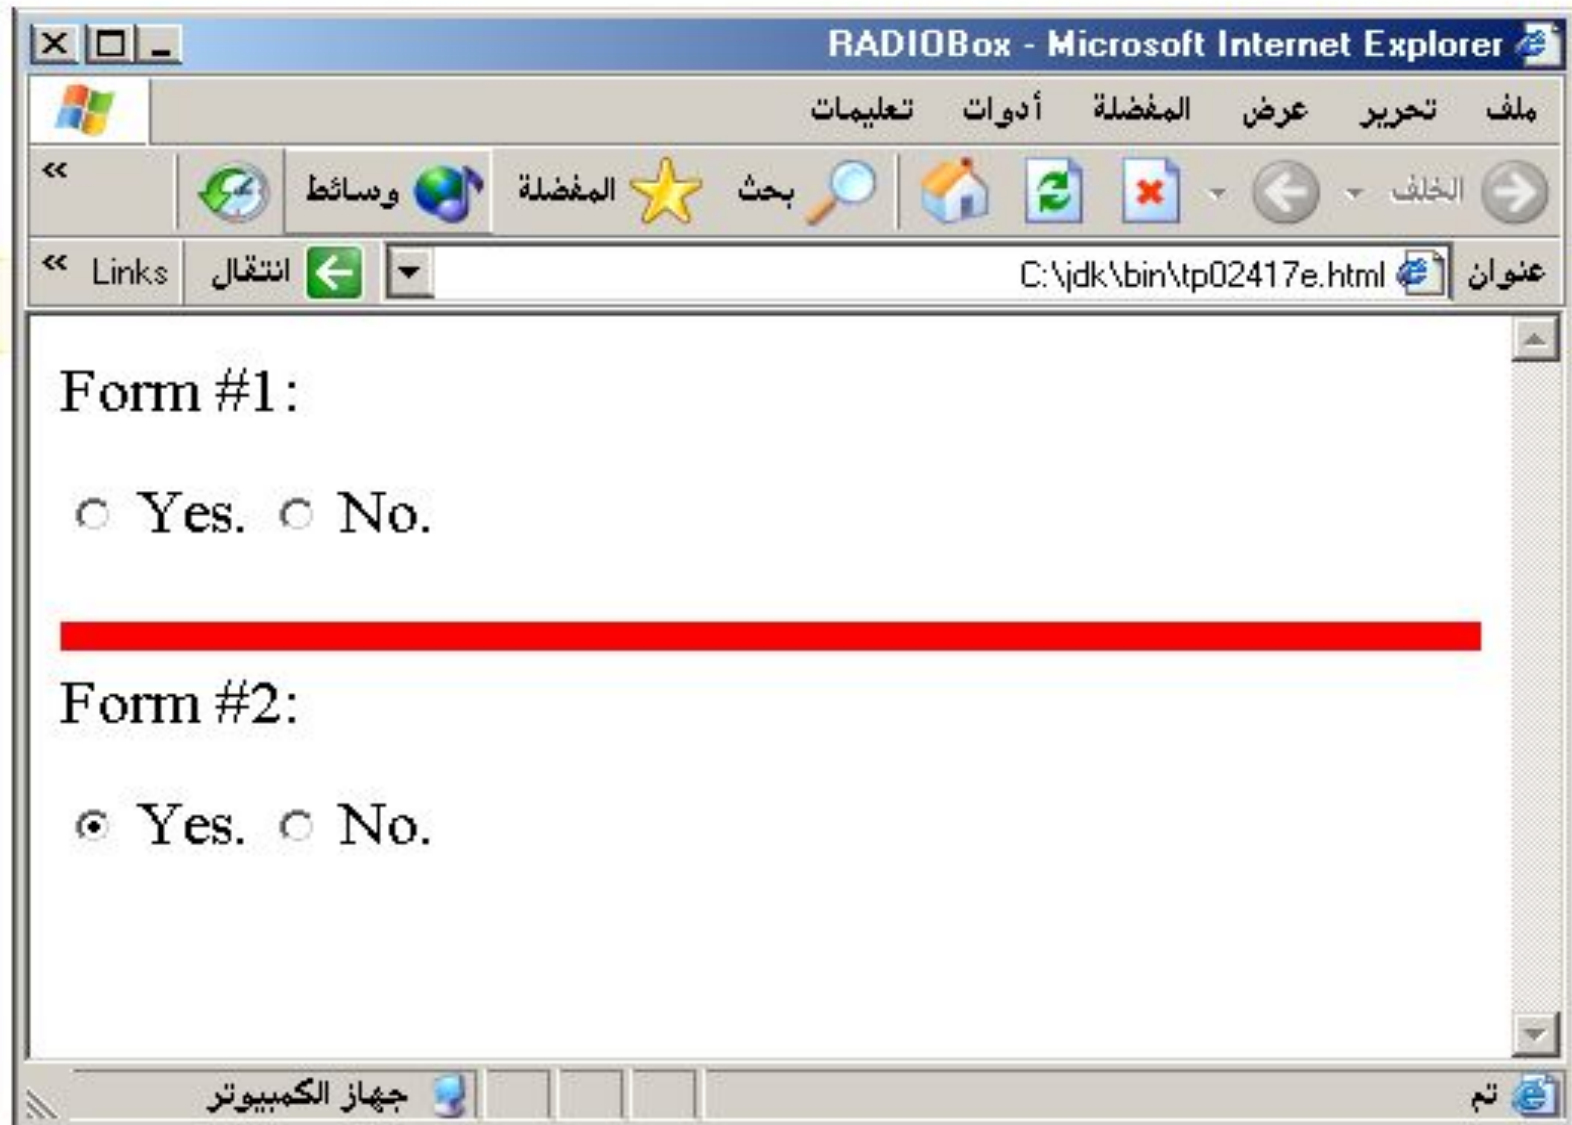 RADIOBox - Microsoft Internet Explorer
ملف تحرير عرض المفضلة أدوات تعليمات
الخلف بحث المفضلة وسائط »
عنوان C:\jdk\bin\tp02417e.html انتقال Links »
Form #1:
Yes. No.
Form #2:
Yes. No.
تم جهاز الكمبيوتر